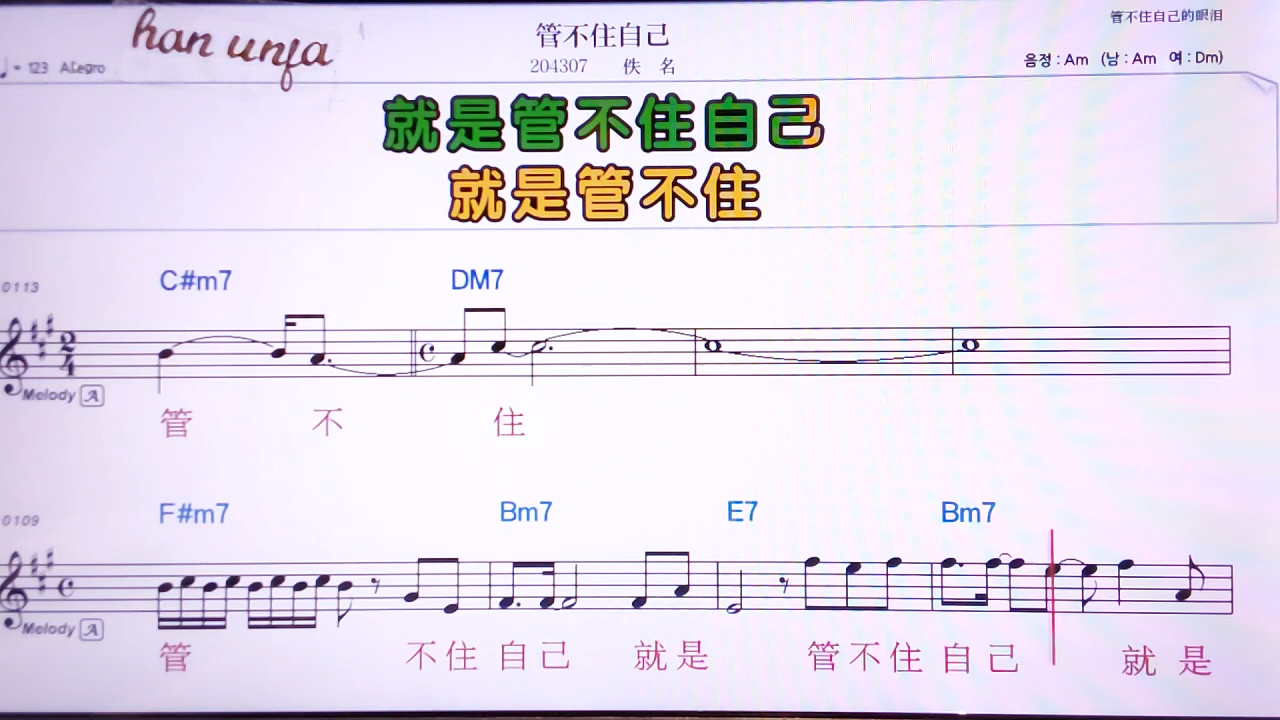 han unja
管不住自己
管不住自己的眼泪
♩= 123 Allegro
204307 佚 名
음정 : Am (남 : Am 여 : Dm)
就是管不住自己
就是管不住
C#m7 DM7
0113
2/4
Melody A
管 不 住
F#m7 Bm7 E7 Bm7
0109
Melody A
管 不住 自己 就是 管不住 自己 就 是